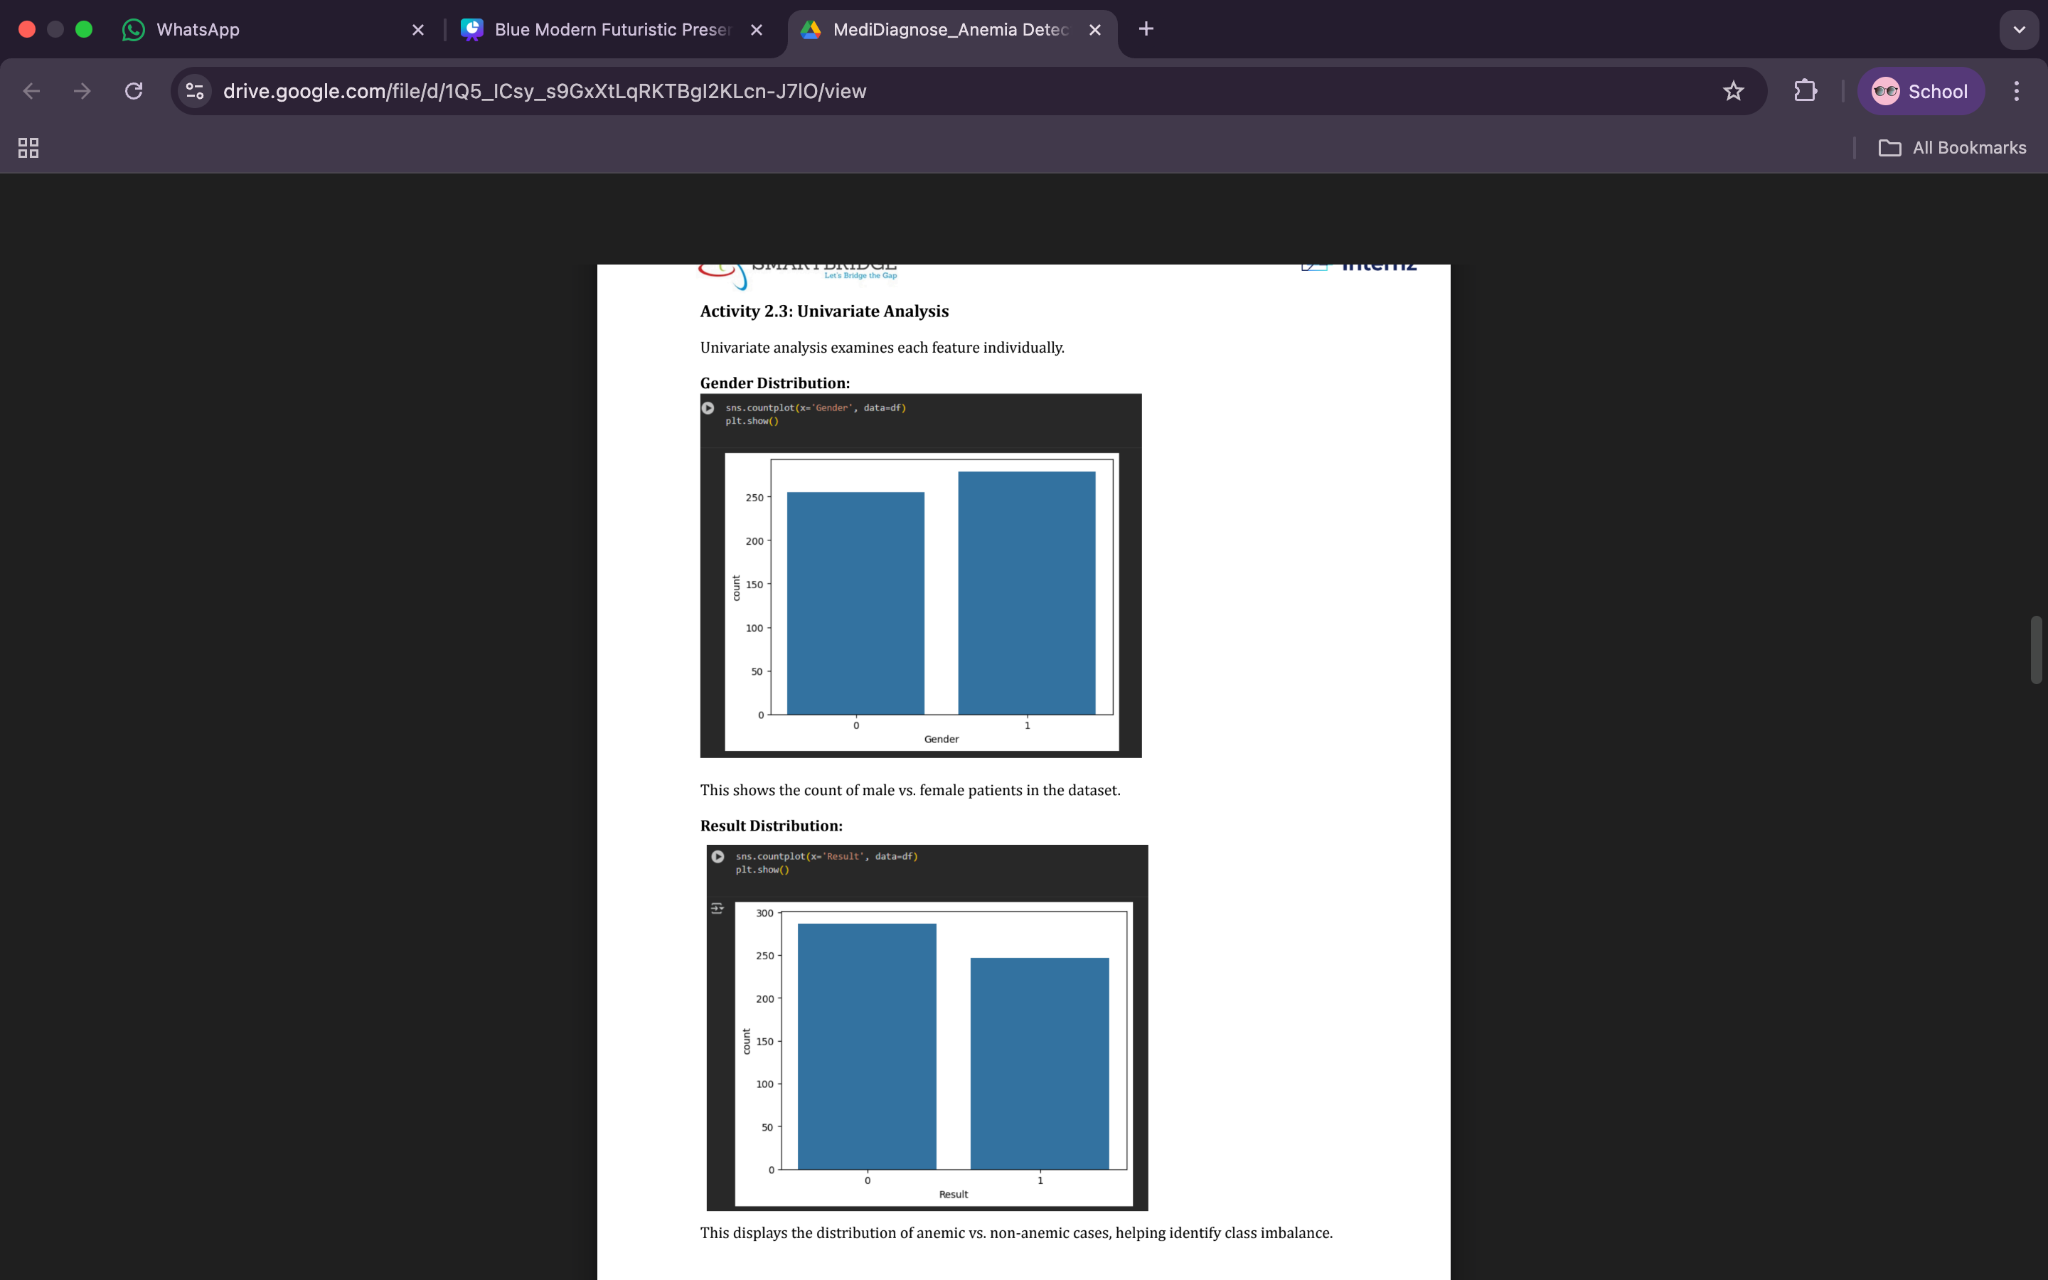 WhatsApp
Blue Modern Futuristic Preser
MediDiagnose_Anemia Detec
drive.google.com/file/d/1Q5_ICsy_s9GxXtLqRKTBgI2KLcn-J7IO/view
School
All Bookmarks
SMARTBRIDGE
Let's Bridge the Gap
Activity 2.3: Univariate Analysis
Univariate analysis examines each feature individually.
Gender Distribution:
sns.countplot(x='Gender', data=df)
plt.show()
250
200
150
100
50
0
count
0 1
Gender
This shows the count of male vs. female patients in the dataset.
Result Distribution:
sns.countplot(x='Result', data=df)
plt.show()
300
250
200
150
100
50
0
count
0 1
Result
This displays the distribution of anemic vs. non-anemic cases, helping identify class imbalance.